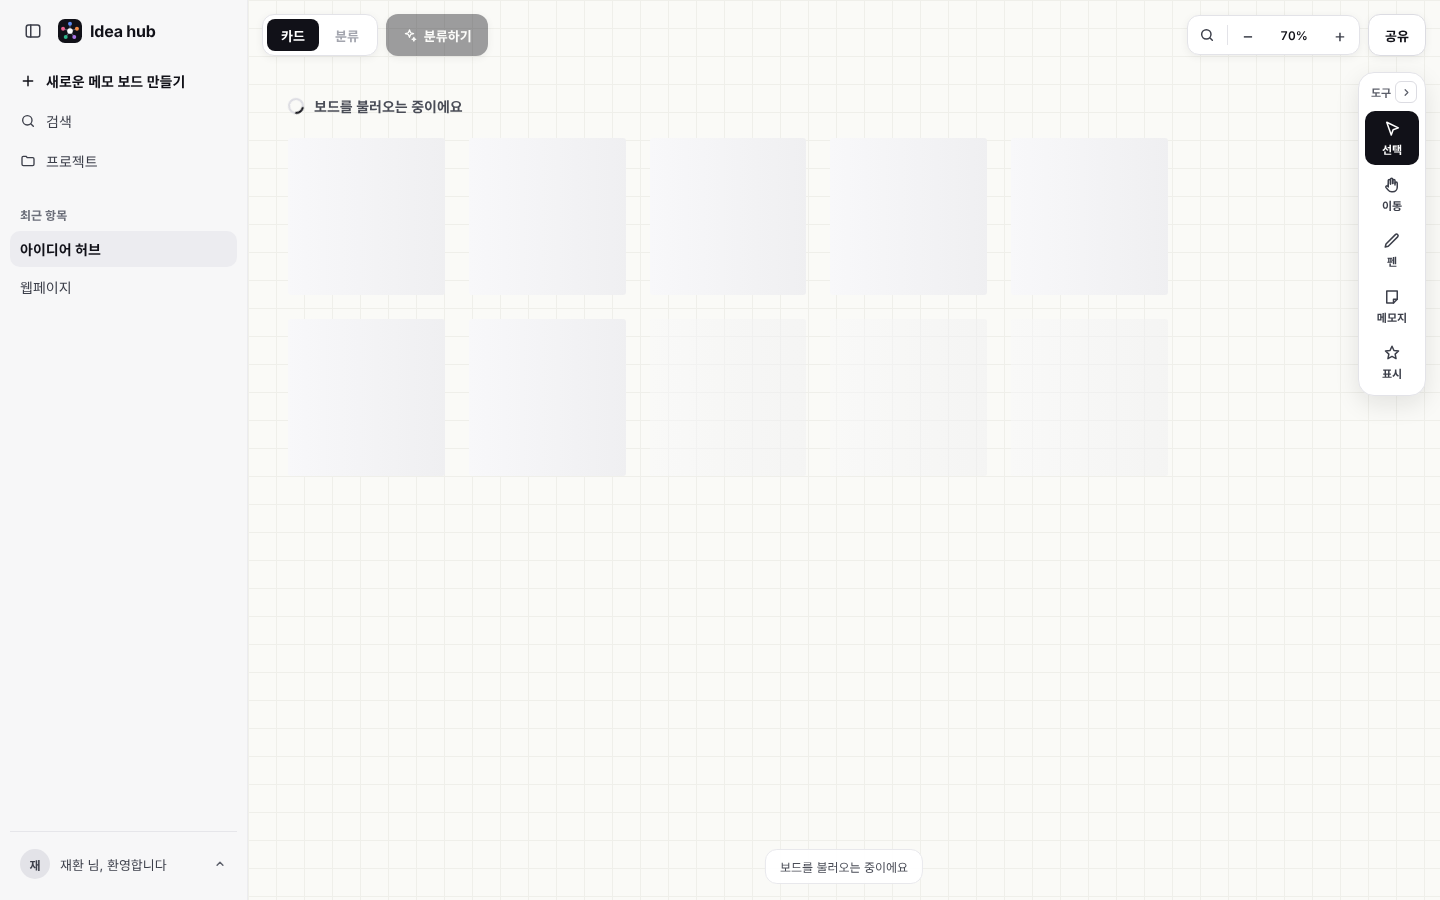 Idea hub
새로운 메모 보드 만들기
검색
프로젝트
최근 항목
아이디어 허브
웹페이지
재
재환 님, 환영합니다
카드
분류
분류하기
70%
공유
보드를 불러오는 중이에요
도구
선택
이동
펜
메모지
표시
보드를 불러오는 중이에요